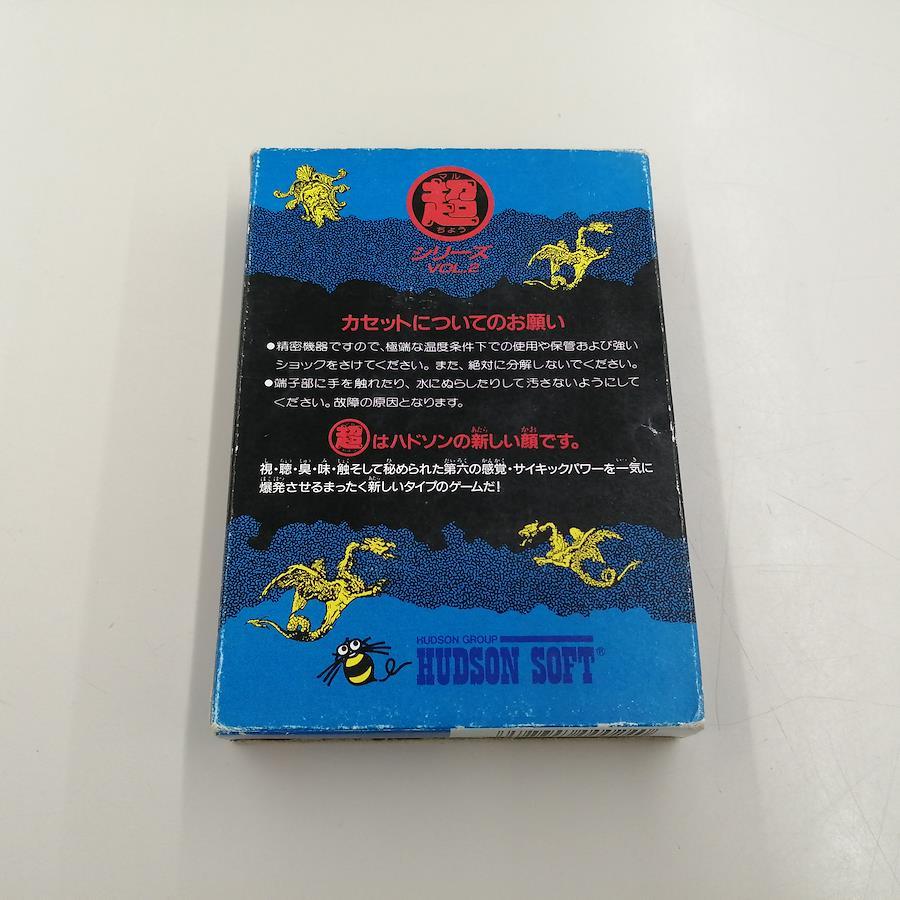 マル
超
ちよう
シリーズ
VOL.2
カセットについてのお願い
●精密機器ですので、極端な温度条件下での使用や保管および強い
ショックをさけてください。また、絶対に分解しないでください。
●端子部に手を触れたり、水にぬらしたりして汚さないようにして
ください。故障の原因となります。
超はハドソンの新しい顔です。
視・聴・臭・味・触そして秘められた第六の感覚・サイキックパワーを一気に
爆発させるまったく新しいタイプのゲームだ!
HUDSON GROUP
HUDSON SOFT®